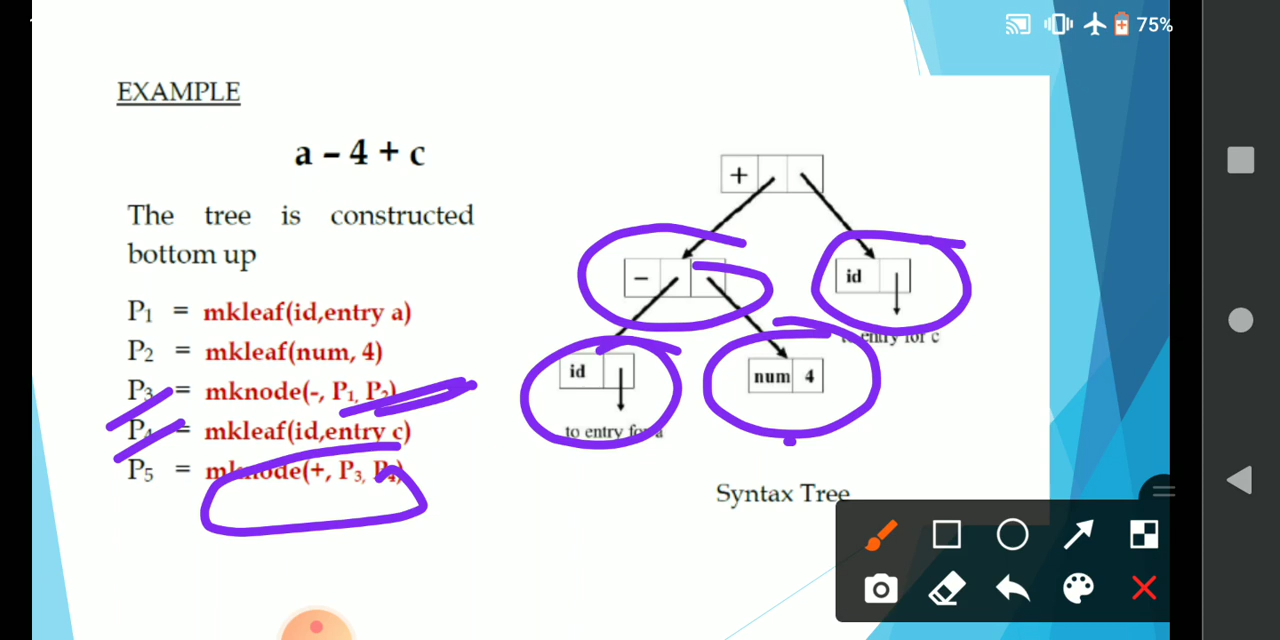 75%
EXAMPLE
a – 4 + c
The tree is constructed
bottom up
P1 = mkleaf(id,entry a)
P2 = mkleaf(num, 4)
P3 = mknode(-, P1, P2)
P4 = mkleaf(id,entry c)
P5 = mknode(+, P3, P4)
+
–
id
to entry for c
id
num 4
to entry for a
Syntax Tree